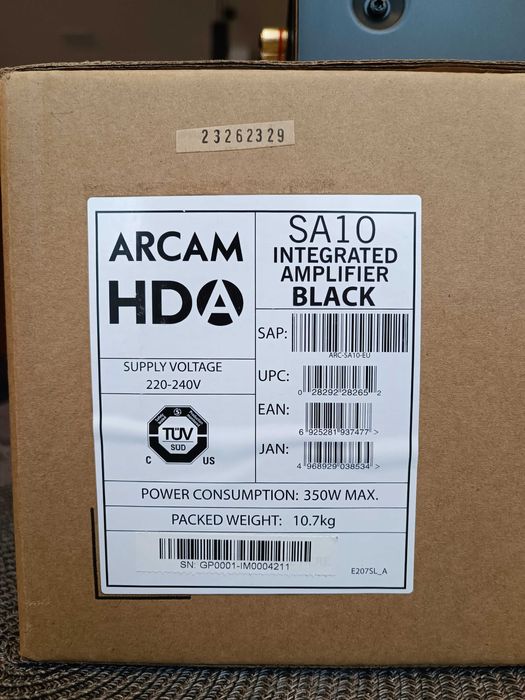 23262329
ARCAM
HDA
SUPPLY VOLTAGE
220-240V
TÜV
SÜD
C US
SA10
INTEGRATED
AMPLIFIER
BLACK
SAP:
ARC-SA10-EU
UPC:
0 28292 28265 2
EAN:
6 925281 937477 >
JAN:
4 968929 038534 >
POWER CONSUMPTION: 350W MAX.
PACKED WEIGHT: 10.7kg
SN: GP0001-IM0004211
E207SL_A